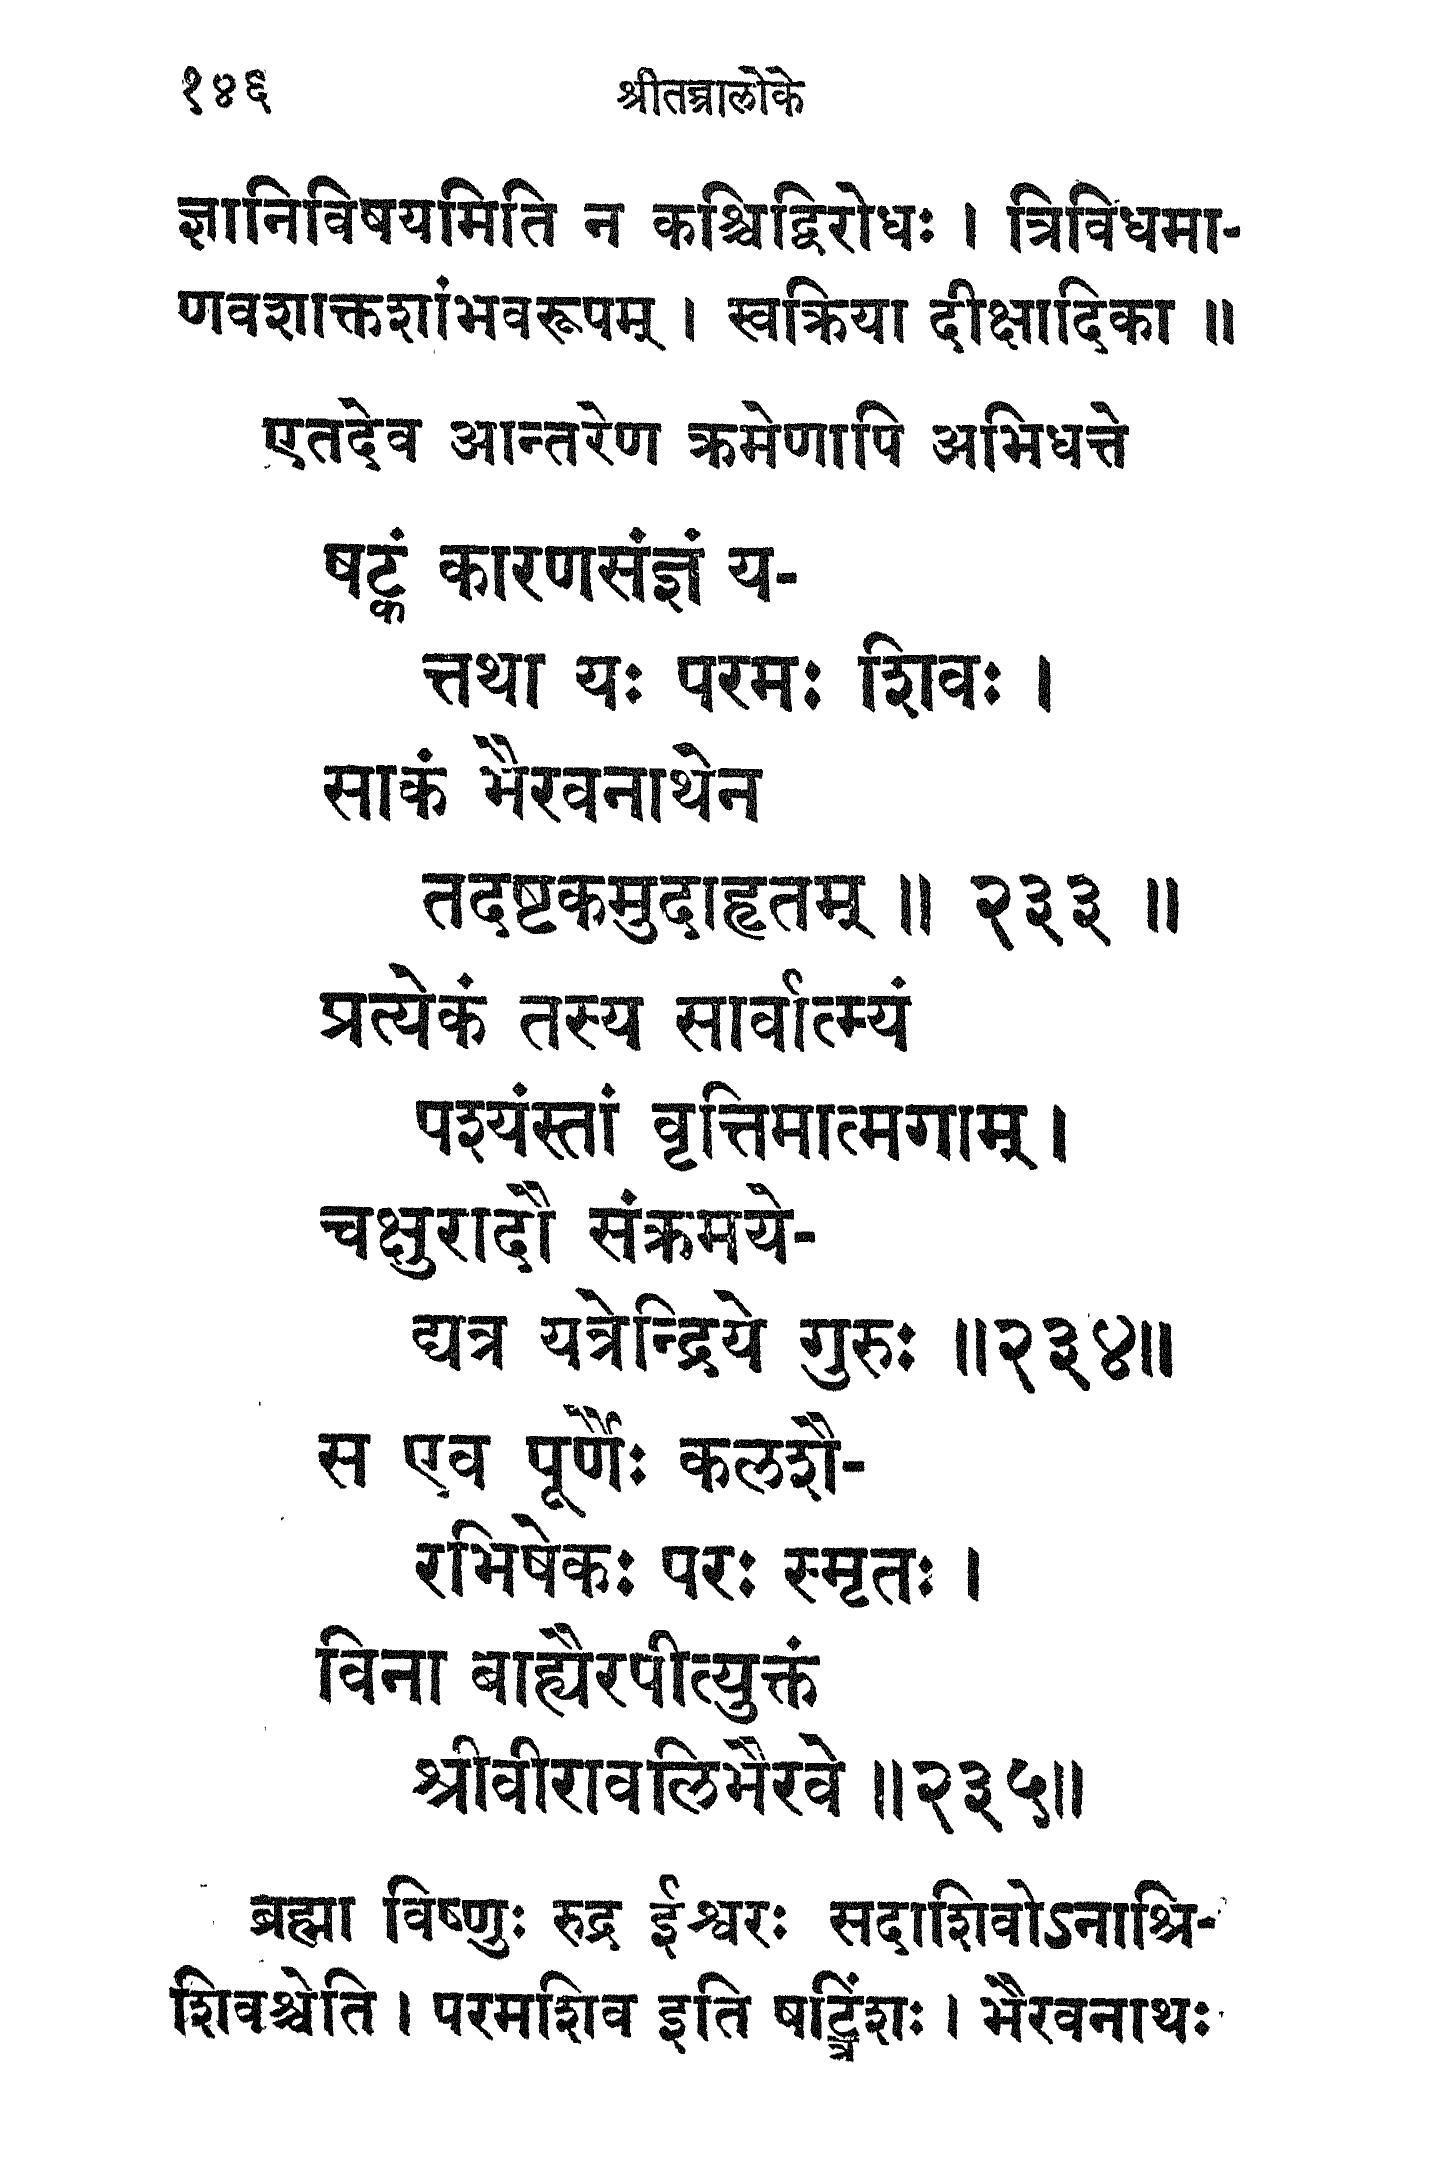 १४६ श्रीतन्त्रालोके
ज्ञानिविषयमिति न कश्चिद्विरोधः । त्रिविधमा-
णवशाक्तशांभवरूपम् । स्वक्रिया दीक्षादिका ॥
एतदेव आन्तरेण क्रमेणापि अभिधत्ते
षट्कं कारणसंज्ञं य-
त्तथा यः परमः शिवः ।
साकं भैरवनाथेन
तदष्टकमुदाहृतम् ॥ २३३ ॥
प्रत्येकं तस्य सार्वात्म्यं
पश्यंस्तां वृत्तिमात्मगाम् ।
चक्षुरादौ संक्रमये-
द्यत्र यत्रेन्द्रिये गुरुः ॥२३४॥
स एव पूर्णैः कलशै-
रभिषेकः परः स्मृतः ।
विना बाह्यैरपीत्युक्तं
श्रीवीरावलिभैरवे ॥२३५॥
ब्रह्मा विष्णुः रुद्र ईश्वरः सदाशिवोऽनाश्रि-
शिवश्चेति । परमशिव इति षट्त्रिंशः । भैरवनाथः